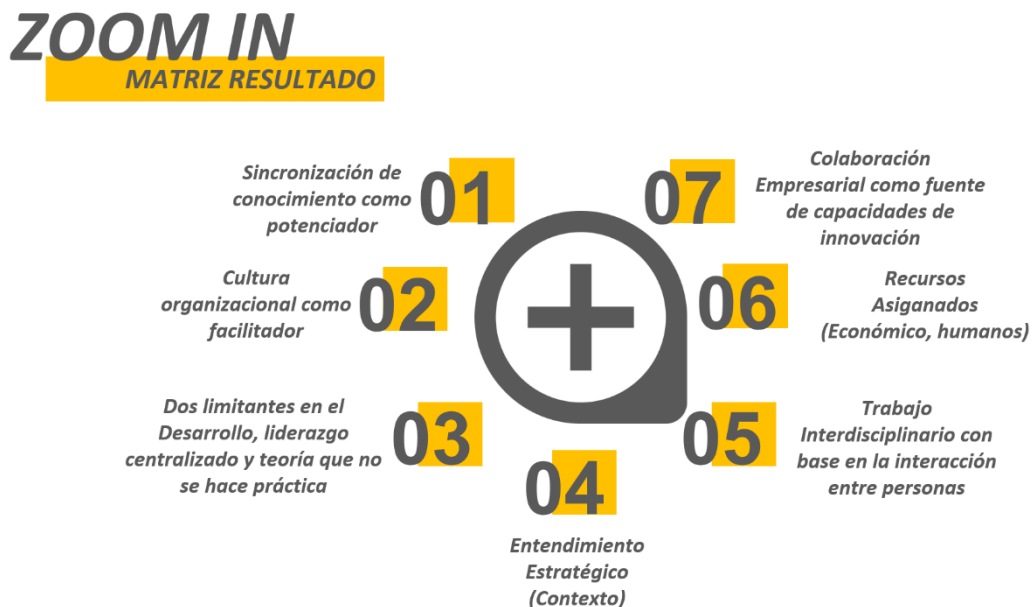 ZOOM IN
MATRIZ RESULTADO
01
Sincronización de
conocimiento como
potenciador
02
Cultura
organizacional como
facilitador
03
Dos limitantes en el
Desarrollo, liderazgo
centralizado y teoría que no
se hace práctica
04
Entendimiento
Estratégico
(Contexto)
05
Trabajo
Interdisciplinario con
base en la interacción
entre personas
06
Recursos
Asiganados
(Económico, humanos)
07
Colaboración
Empresarial como fuente
de capacidades de
innovación